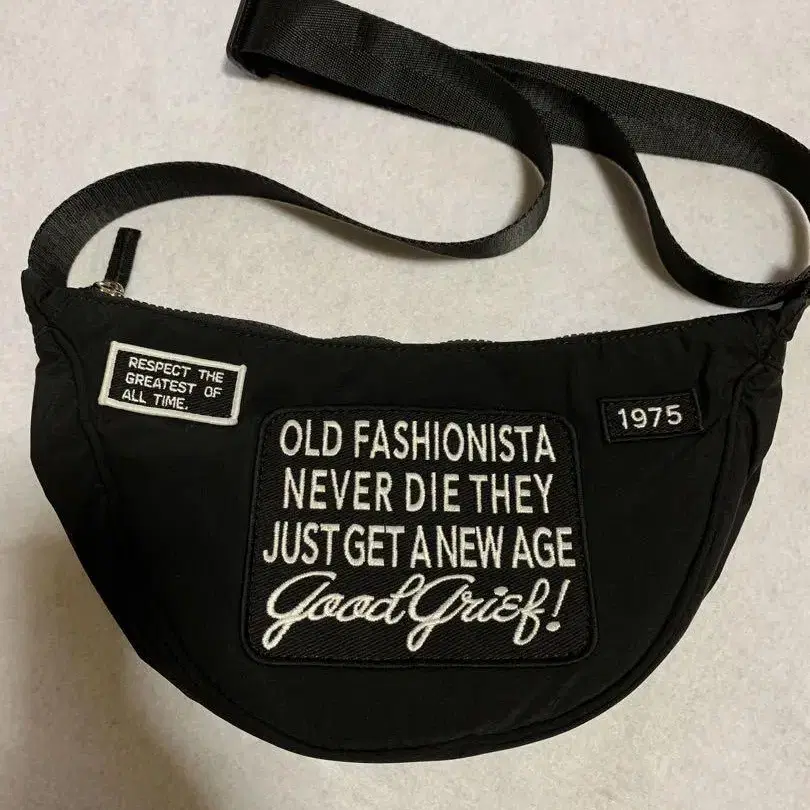 RESPECT THE
GREATEST OF
ALL TIME.
1975
OLD FASHIONISTA
NEVER DIE THEY
JUST GET A NEW AGE
Good Grief!